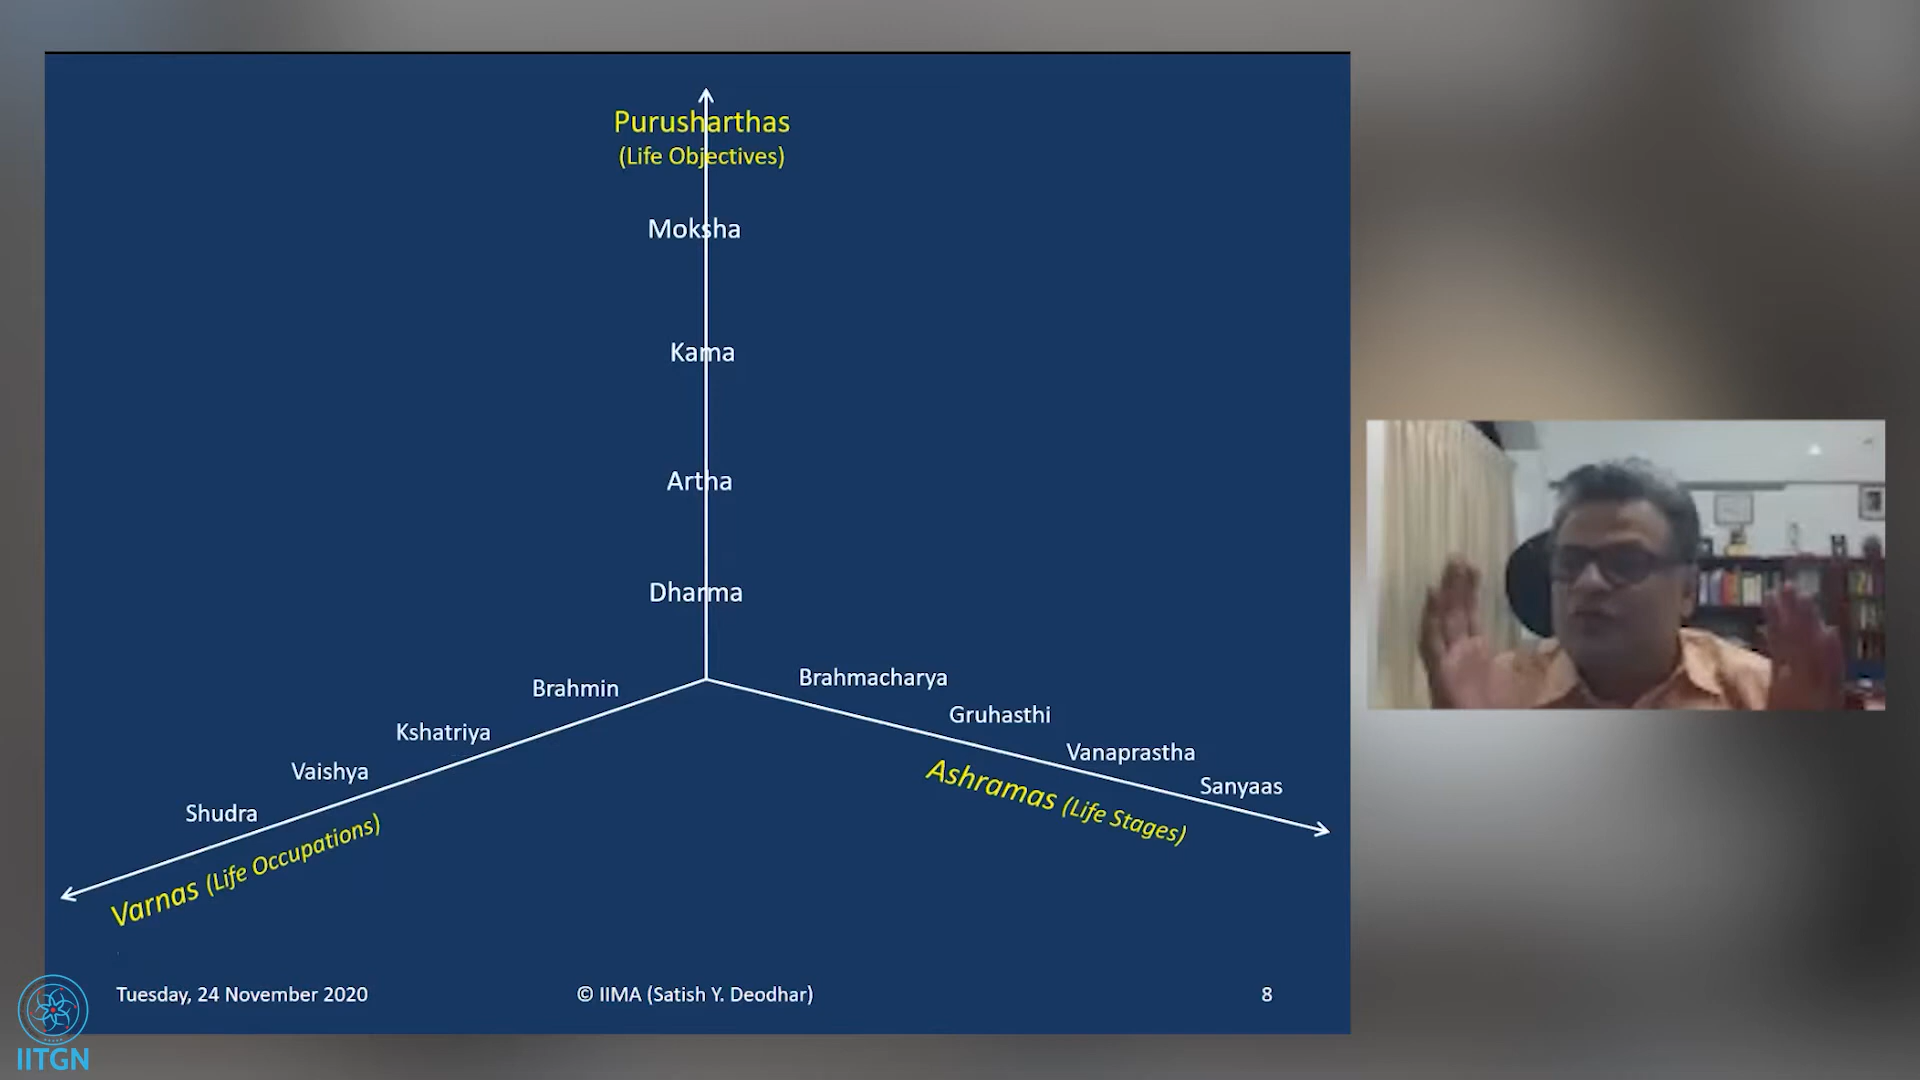 Purusharthas
(Life Objectives)
Moksha
Kama
Artha
Dharma
Brahmin
Kshatriya
Vaishya
Shudra
Varnas (Life Occupations)
Brahmacharya
Gruhasthi
Vanaprastha
Sanyaas
Ashramas (Life Stages)
Tuesday, 24 November 2020
© IIMA (Satish Y. Deodhar)
8
IITGN